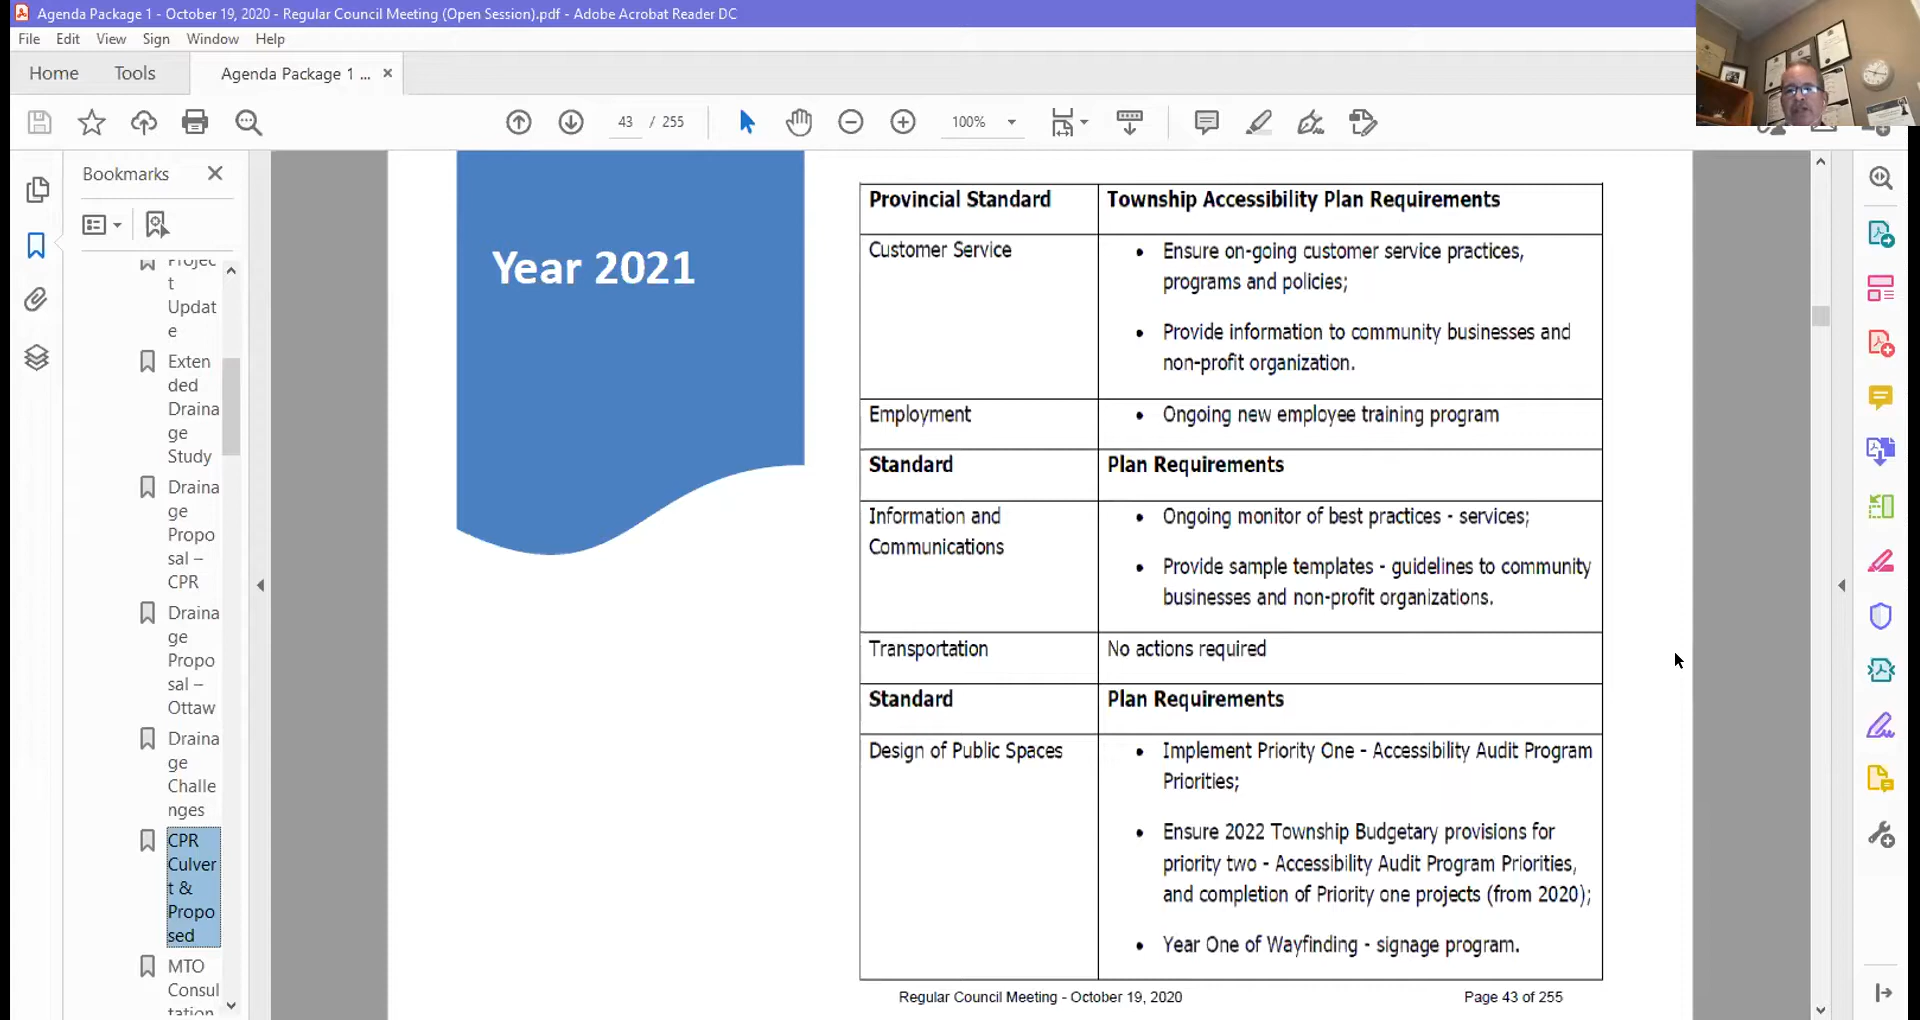 Agenda Package 1 - October 19, 2020 - Regular Council Meeting (Open Session).pdf - Adobe Acrobat Reader DC
File Edit View Sign Window Help
Home Tools Agenda Package 1 ... ×
43 / 255 100%
Bookmarks
Projec
t
Updat
e
Exten
ded
Draina
ge
Study
Draina
ge
Propo
sal –
CPR
Draina
ge
Propo
sal –
Ottaw
Draina
ge
Challe
nges
CPR
Culver
t &
Propo
sed
MTO
Consul
tation
Year 2021
Provincial Standard Township Accessibility Plan Requirements
Customer Service • Ensure on-going customer service practices,
programs and policies;
• Provide information to community businesses and
non-profit organization.
Employment • Ongoing new employee training program
Standard Plan Requirements
Information and • Ongoing monitor of best practices - services;
Communications
• Provide sample templates - guidelines to community
businesses and non-profit organizations.
Transportation No actions required
Standard Plan Requirements
Design of Public Spaces • Implement Priority One - Accessibility Audit Program
Priorities;
• Ensure 2022 Township Budgetary provisions for
priority two - Accessibility Audit Program Priorities,
and completion of Priority one projects (from 2020);
• Year One of Wayfinding - signage program.
Regular Council Meeting - October 19, 2020 Page 43 of 255